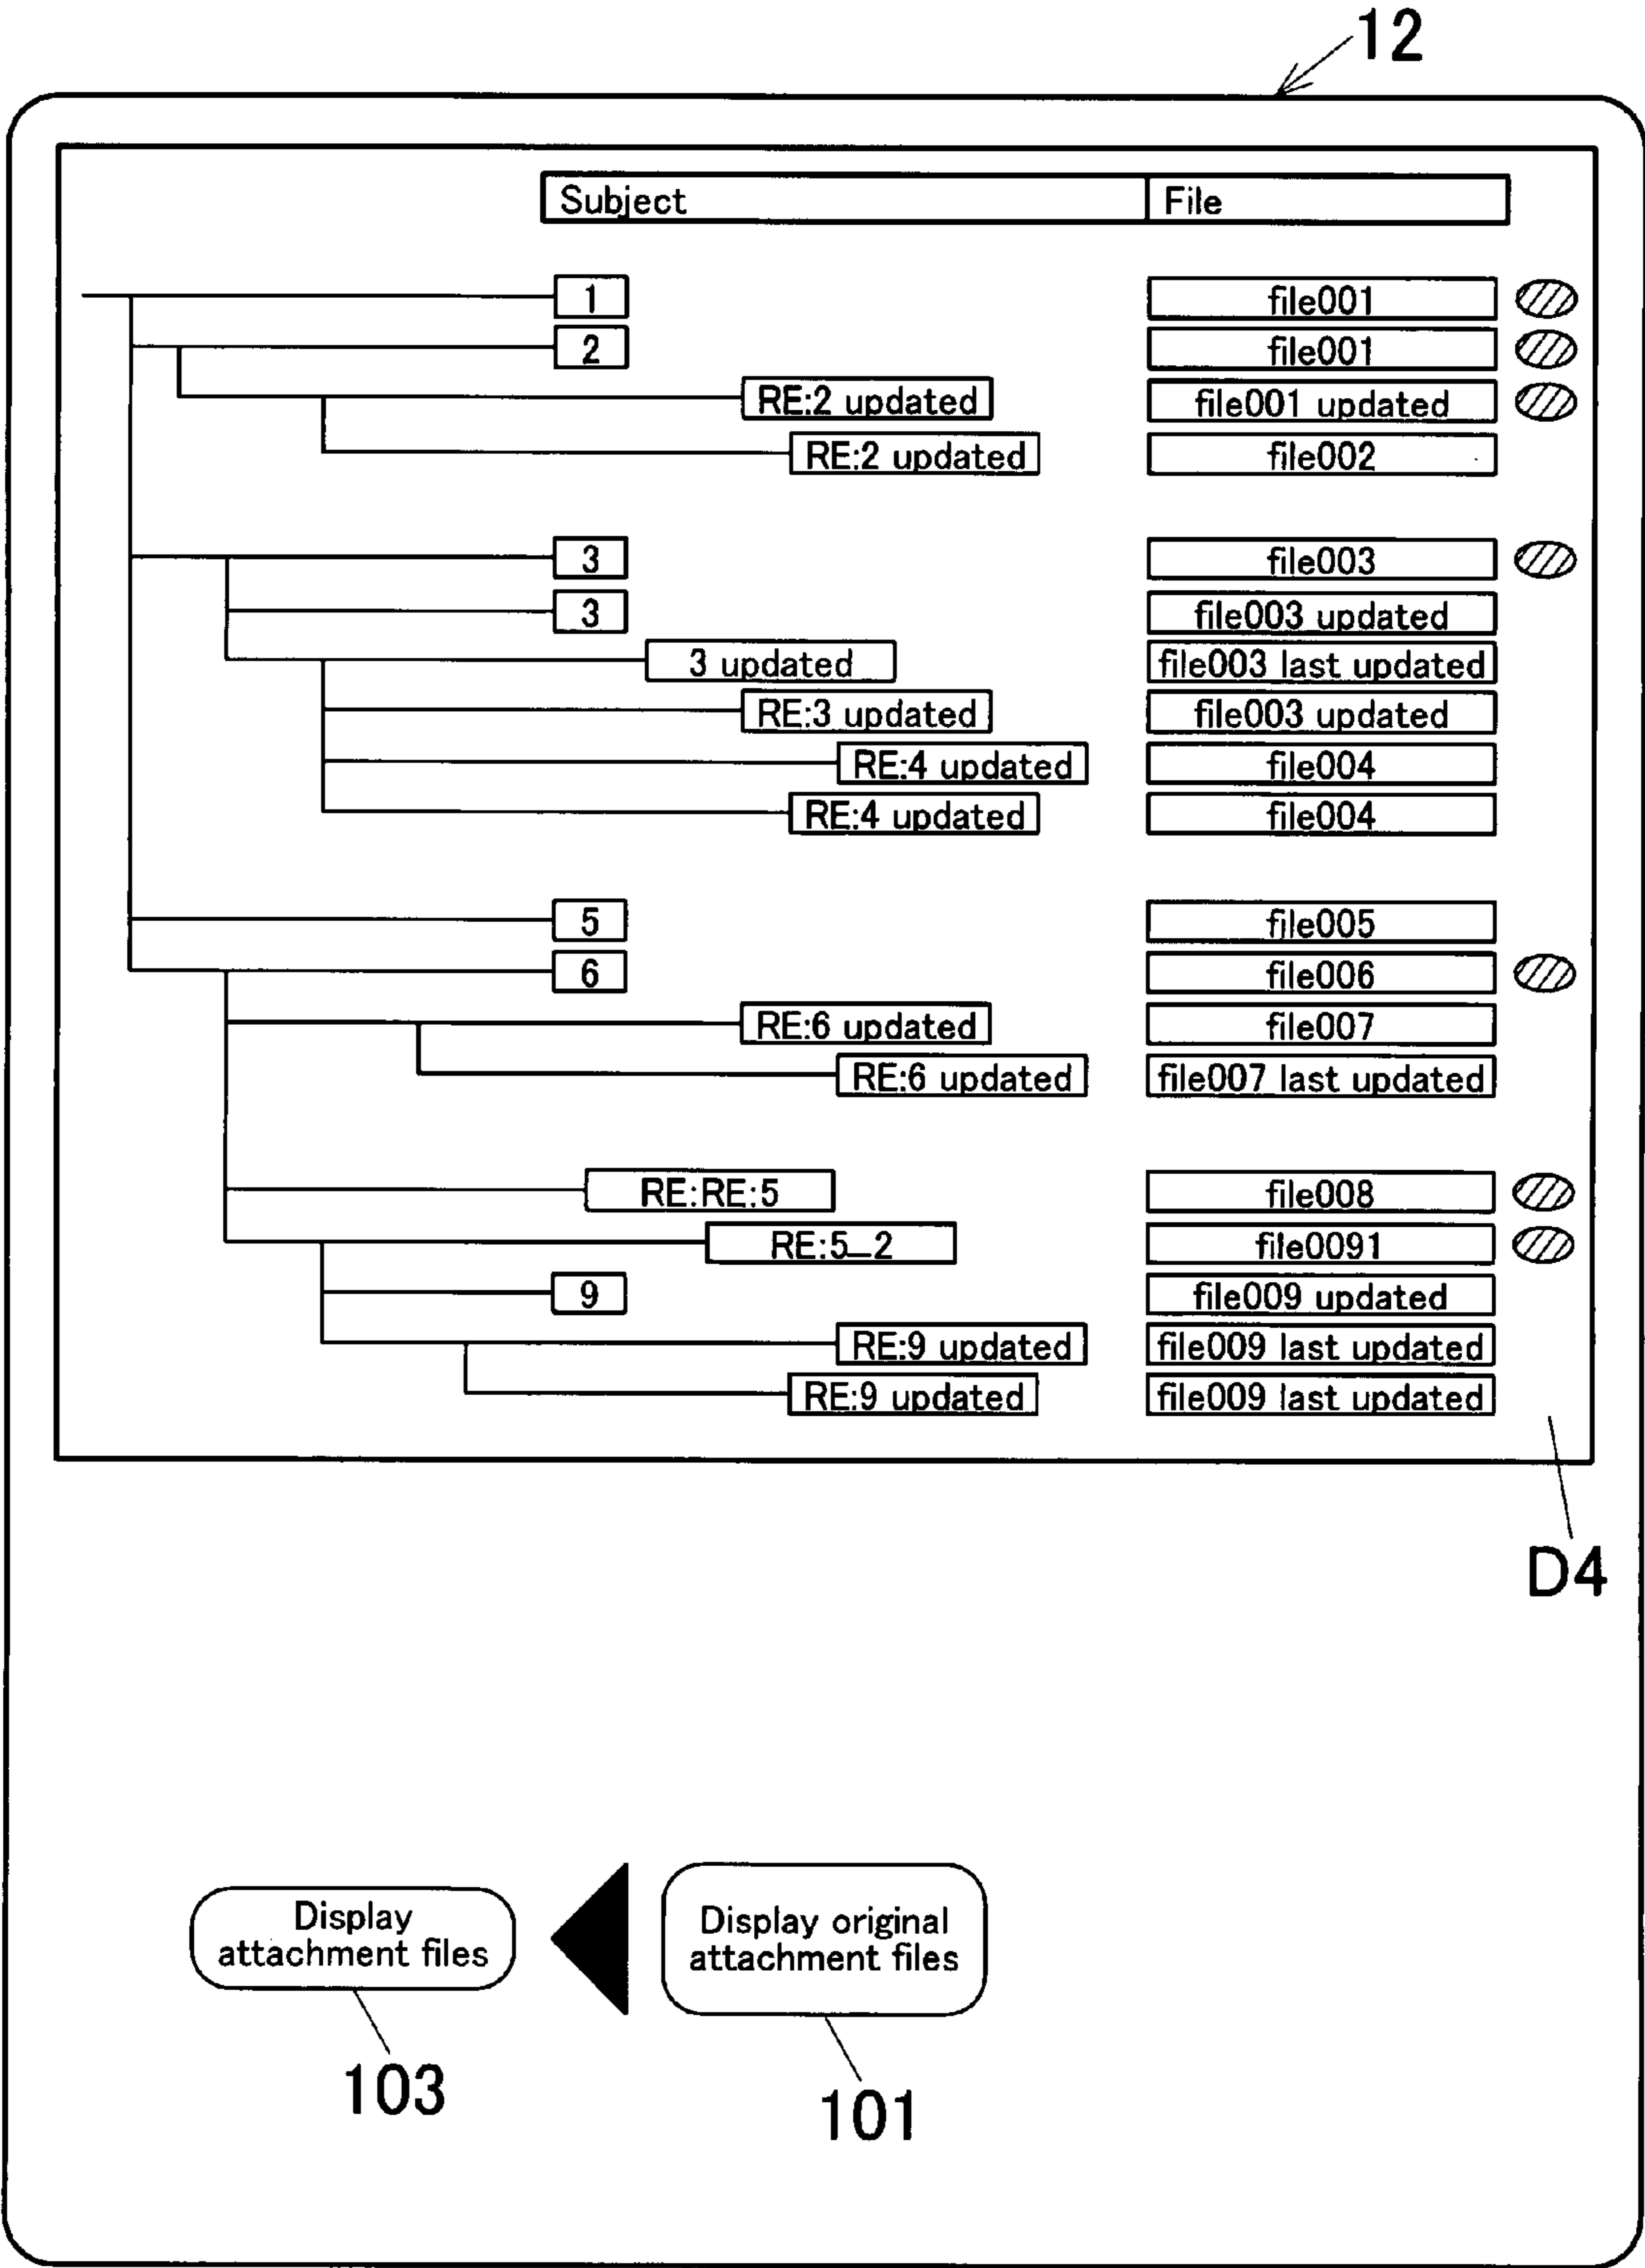 12
Subject File
1 file001
2 file001
RE:2 updated file001 updated
RE:2 updated file002
3 file003
3 file003 updated
3 updated file003 last updated
RE:3 updated file003 updated
RE:4 updated file004
RE:4 updated file004
5 file005
6 file006
RE:6 updated file007
RE:6 updated file007 last updated
RE:RE:5 file008
RE:5_2 file0091
9 file009 updated
RE:9 updated file009 last updated
RE:9 updated file009 last updated
D4
Display
attachment files
Display original
attachment files
103
101